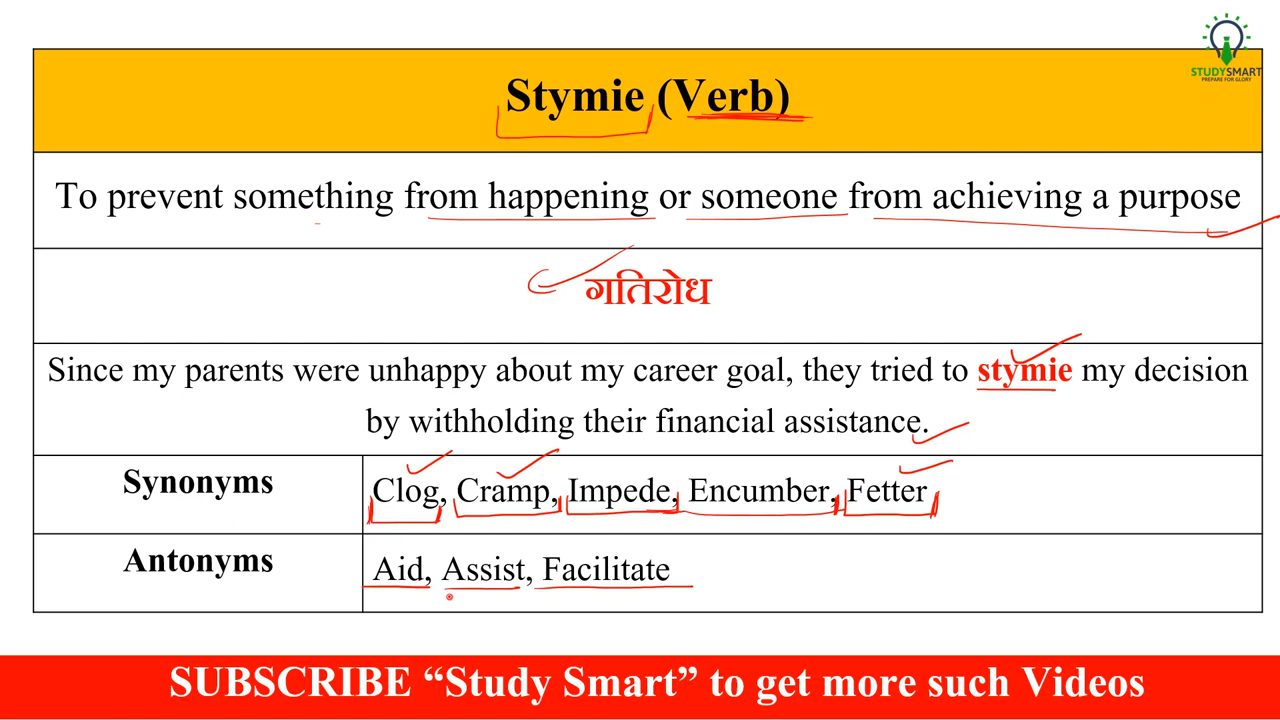 STUDYSMART
PREPARE FOR GLORY
Stymie (Verb)
To prevent something from happening or someone from achieving a purpose
गतिरोध
Since my parents were unhappy about my career goal, they tried to stymie my decision
by withholding their financial assistance.
Synonyms
Clog, Cramp, Impede, Encumber, Fetter
Antonyms
Aid, Assist, Facilitate
SUBSCRIBE “Study Smart” to get more such Videos